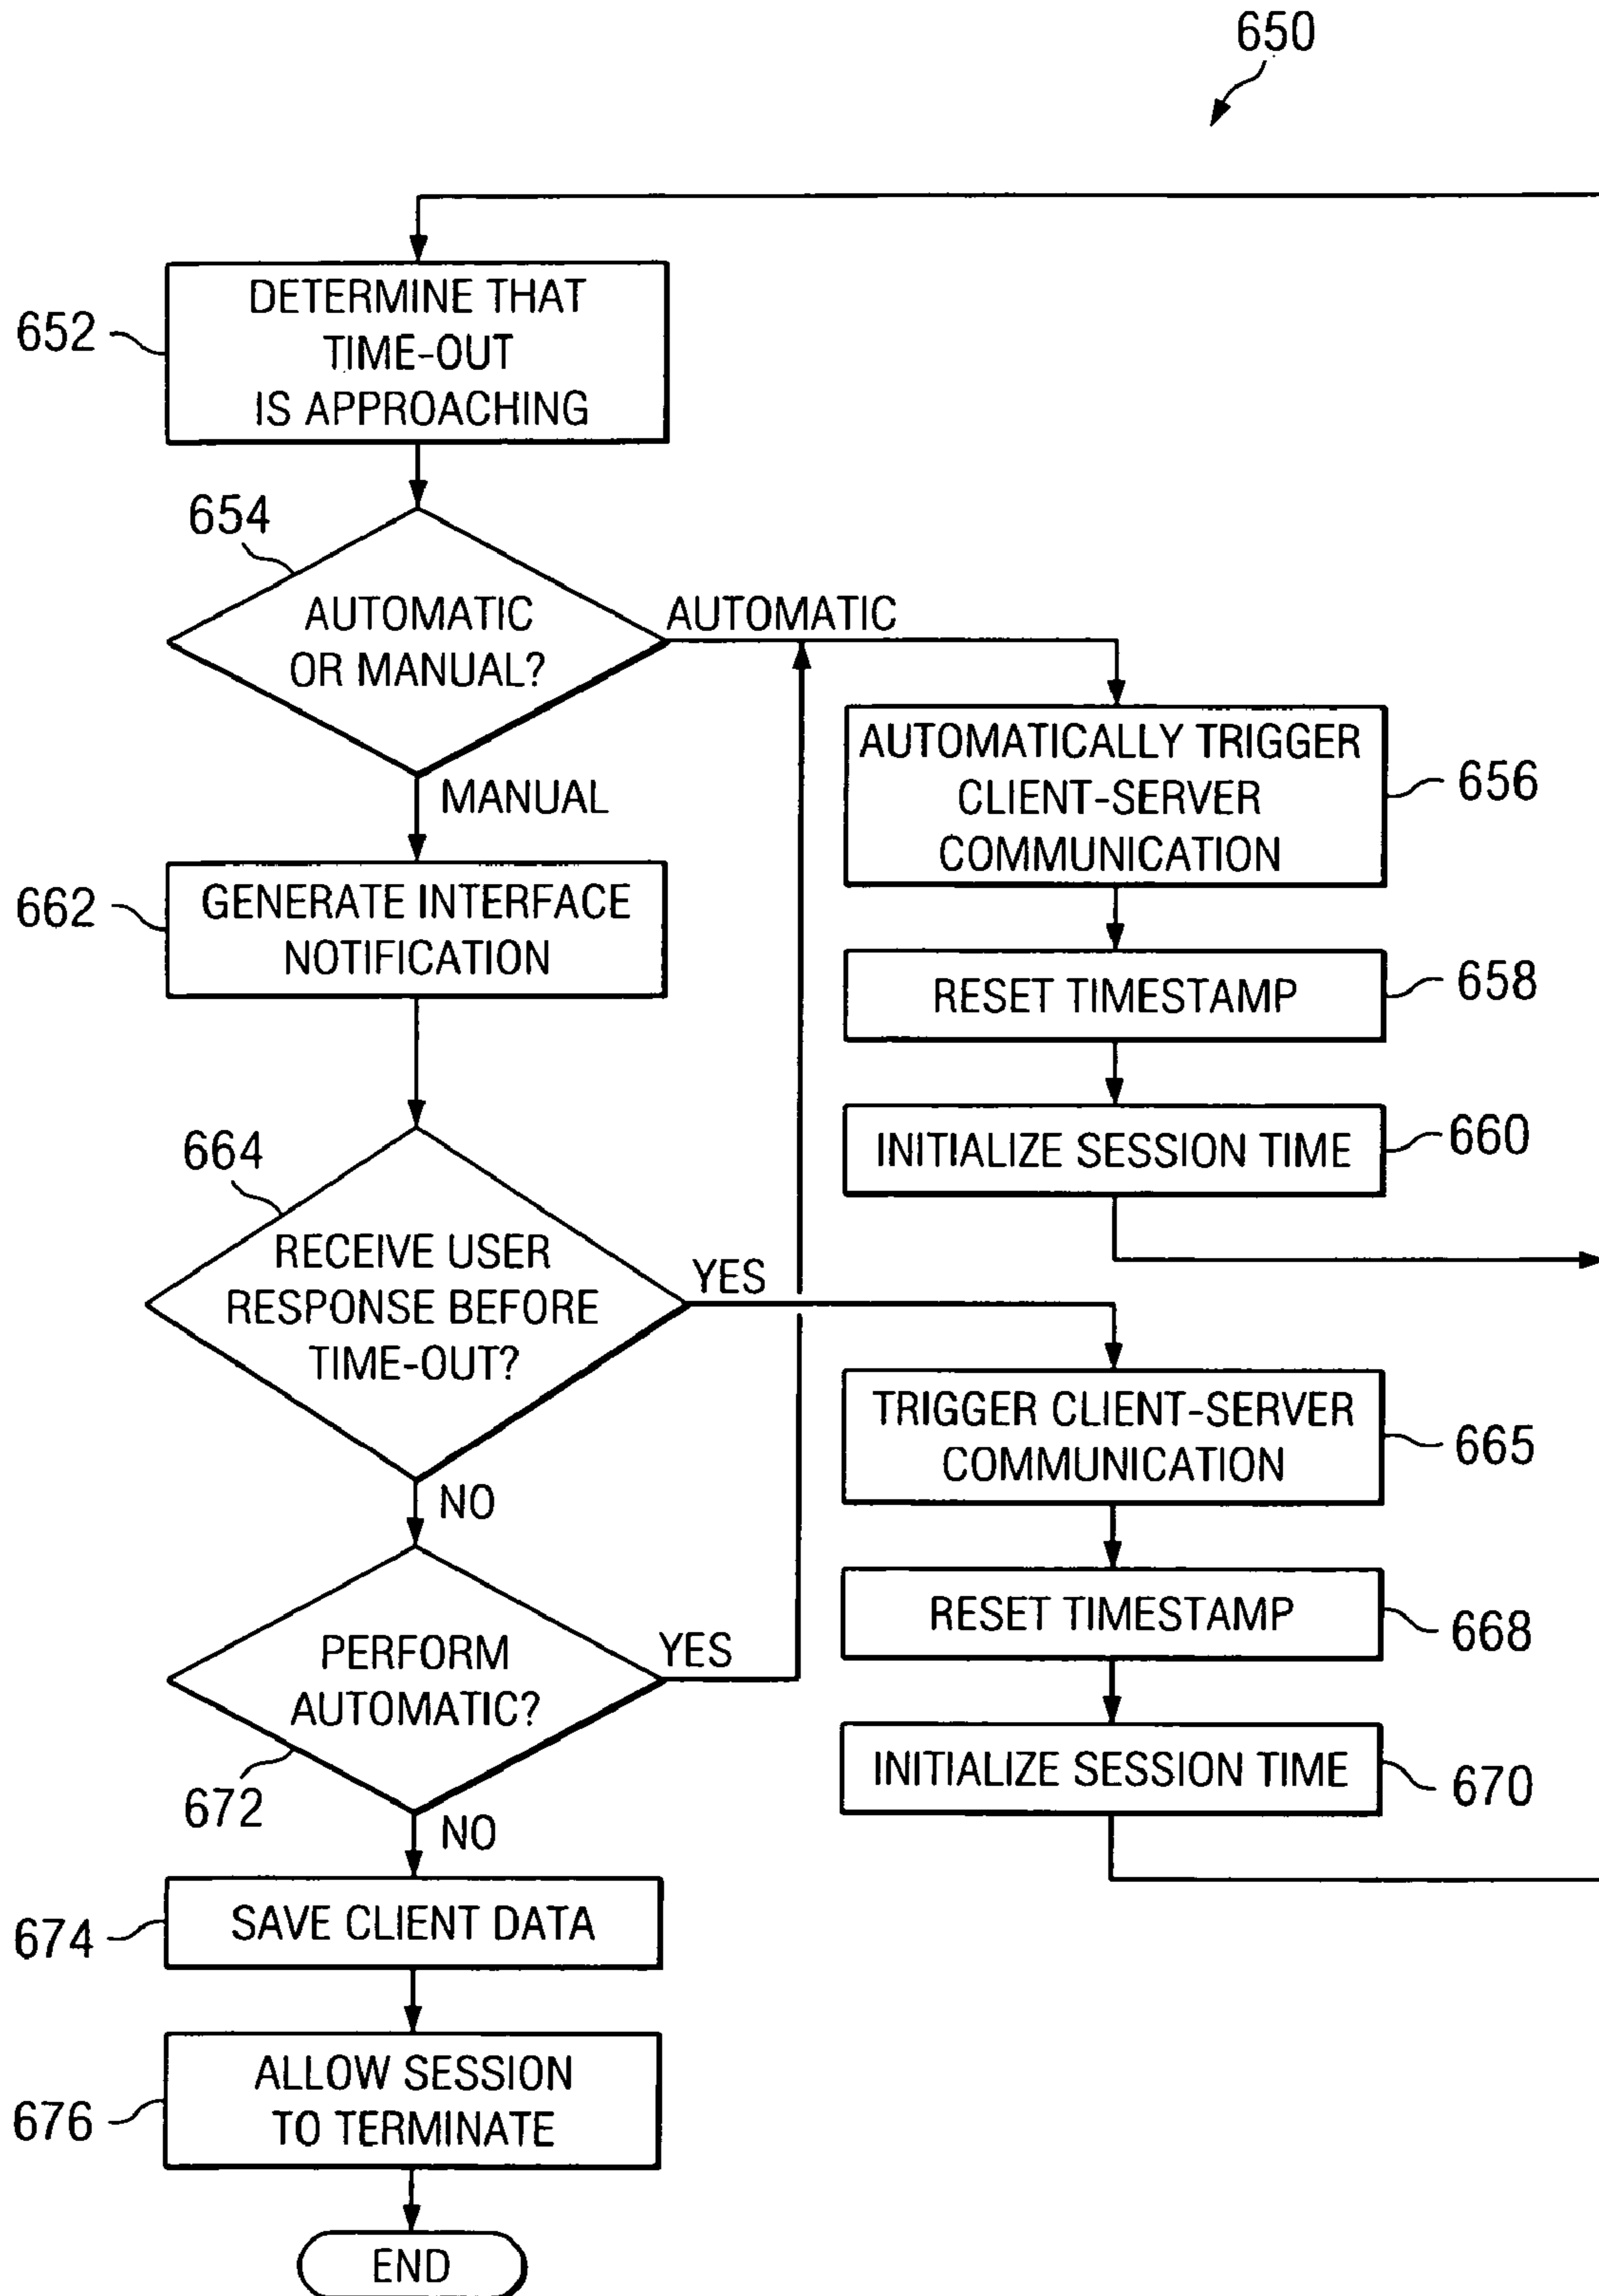 650
652
DETERMINE THAT
TIME-OUT
IS APPROACHING
654
AUTOMATIC
OR MANUAL?
AUTOMATIC
MANUAL
AUTOMATICALLY TRIGGER
CLIENT-SERVER
COMMUNICATION
656
662
GENERATE INTERFACE
NOTIFICATION
RESET TIMESTAMP
658
INITIALIZE SESSION TIME
660
664
RECEIVE USER
RESPONSE BEFORE
TIME-OUT?
YES
NO
TRIGGER CLIENT-SERVER
COMMUNICATION
665
RESET TIMESTAMP
668
PERFORM
AUTOMATIC?
YES
672
NO
INITIALIZE SESSION TIME
670
674
SAVE CLIENT DATA
676
ALLOW SESSION
TO TERMINATE
END